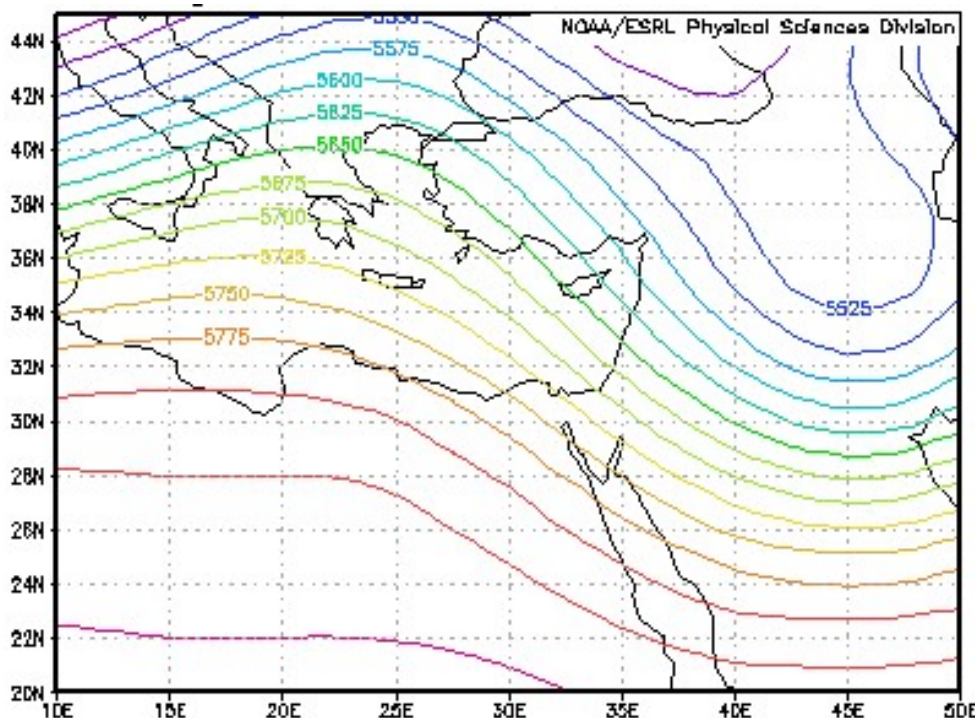 NOAA/ESRL Physical Sciences Division
44N
42N
40N
38N
36N
34N
32N
30N
28N
26N
24N
22N
20N
5575
5600
5625
5650
5675
5700
5725
5750
5775
5525
10E 15E 20E 25E 30E 35E 40E 45E 50E